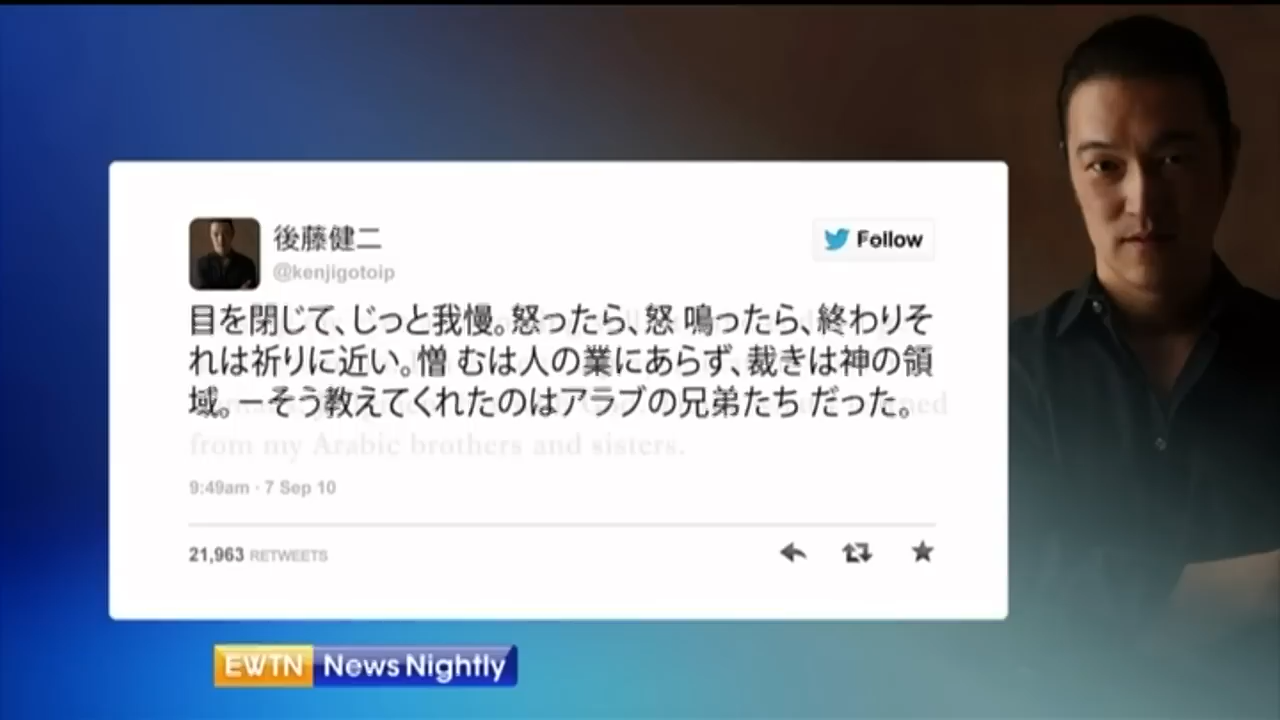 後藤健二
@kenjigotoip
Follow
目を閉じて、じっと我慢。怒ったら、怒 鳴ったら、終わりそ
れは祈りに近い。憎 むは人の業にあらず、裁きは神の領
域。ーそう教えてくれたのはアラブの兄弟たち だった。
from my Arabic brothers and sisters.
9:49am · 7 Sep 10
21,963 RETWEETS
EWTN News Nightly